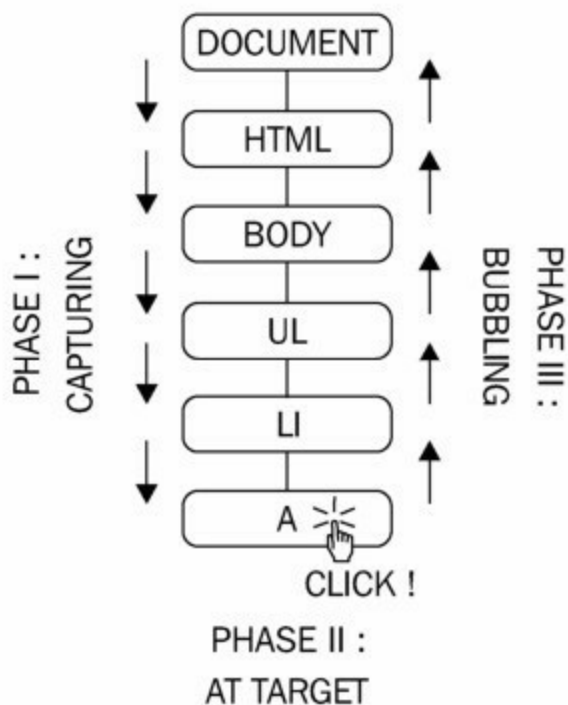 DOCUMENT
HTML
BODY
UL
LI
A
CLICK !
PHASE I :
CAPTURING
PHASE II :
AT TARGET
PHASE III :
BUBBLING